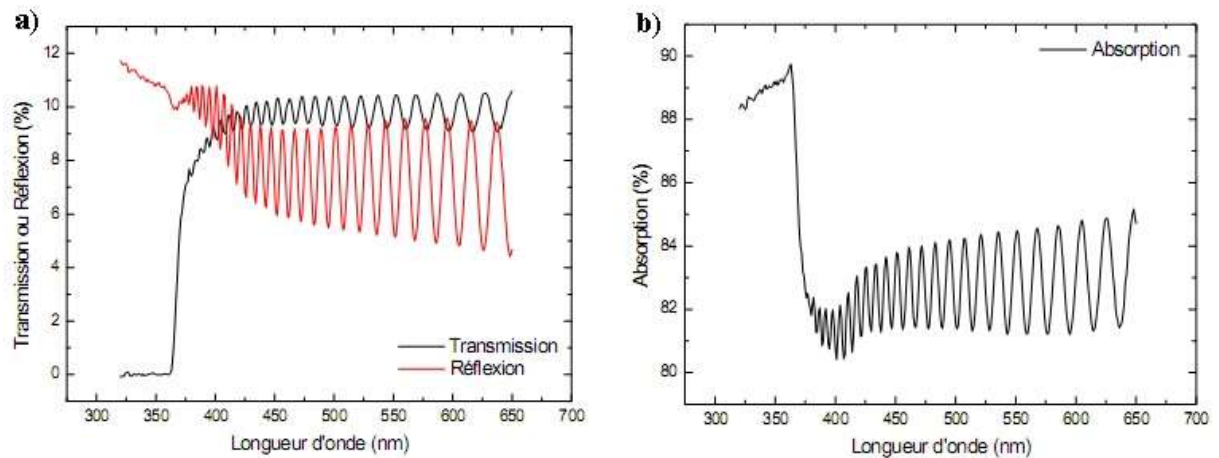 a)
Transmission ou Réflexion (%)
12
10
8
6
4
2
0
Transmission
Réflexion
300 350 400 450 500 550 600 650 700
Longueur d'onde (nm)
b)
Absorption (%)
90
88
86
84
82
80
Absorption
300 350 400 450 500 550 600 650 700
Longueur d'onde (nm)